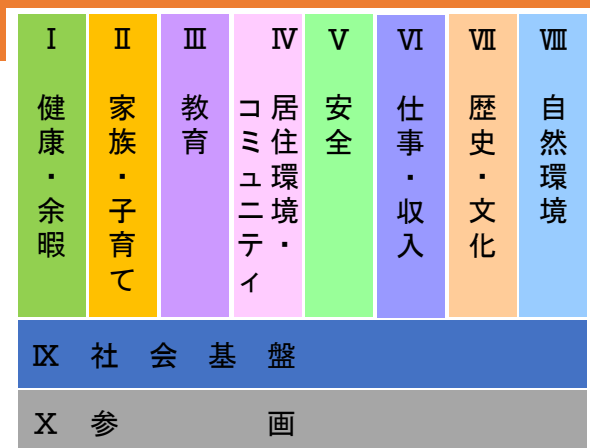 Ⅰ 健康・余暇
Ⅱ 家族・子育て
Ⅲ 教育
Ⅳ 居住環境・
コミュニティ
Ⅴ 安全
Ⅵ 仕事・収入
Ⅶ 歴史・文化
Ⅷ 自然環境
Ⅸ 社会基盤
Ⅹ 参画